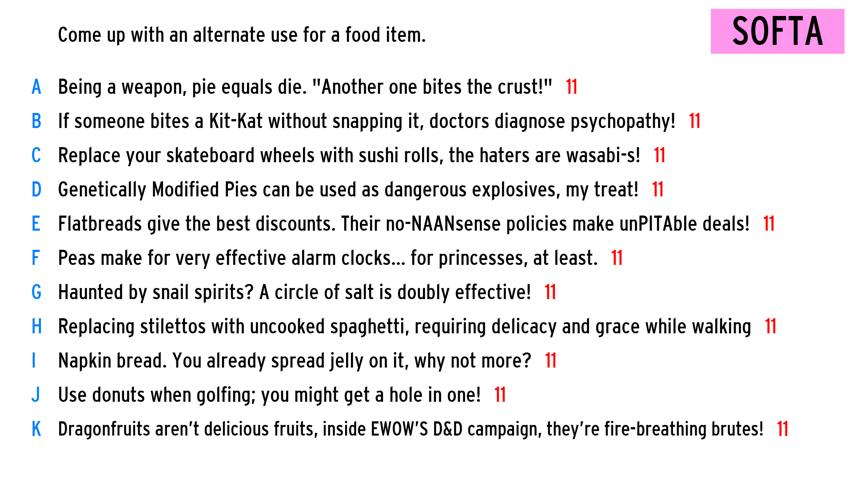 Come up with an alternate use for a food item.
SOFTA
A Being a weapon, pie equals die. "Another one bites the crust!" 11
B If someone bites a Kit-Kat without snapping it, doctors diagnose psychopathy! 11
C Replace your skateboard wheels with sushi rolls, the haters are wasabi-s! 11
D Genetically Modified Pies can be used as dangerous explosives, my treat! 11
E Flatbreads give the best discounts. Their no-NAANsense policies make unPITAble deals! 11
F Peas make for very effective alarm clocks... for princesses, at least. 11
G Haunted by snail spirits? A circle of salt is doubly effective! 11
H Replacing stilettos with uncooked spaghetti, requiring delicacy and grace while walking 11
I Napkin bread. You already spread jelly on it, why not more? 11
J Use donuts when golfing; you might get a hole in one! 11
K Dragonfruits aren't delicious fruits, inside EWOW'S D&D campaign, they're fire-breathing brutes! 11